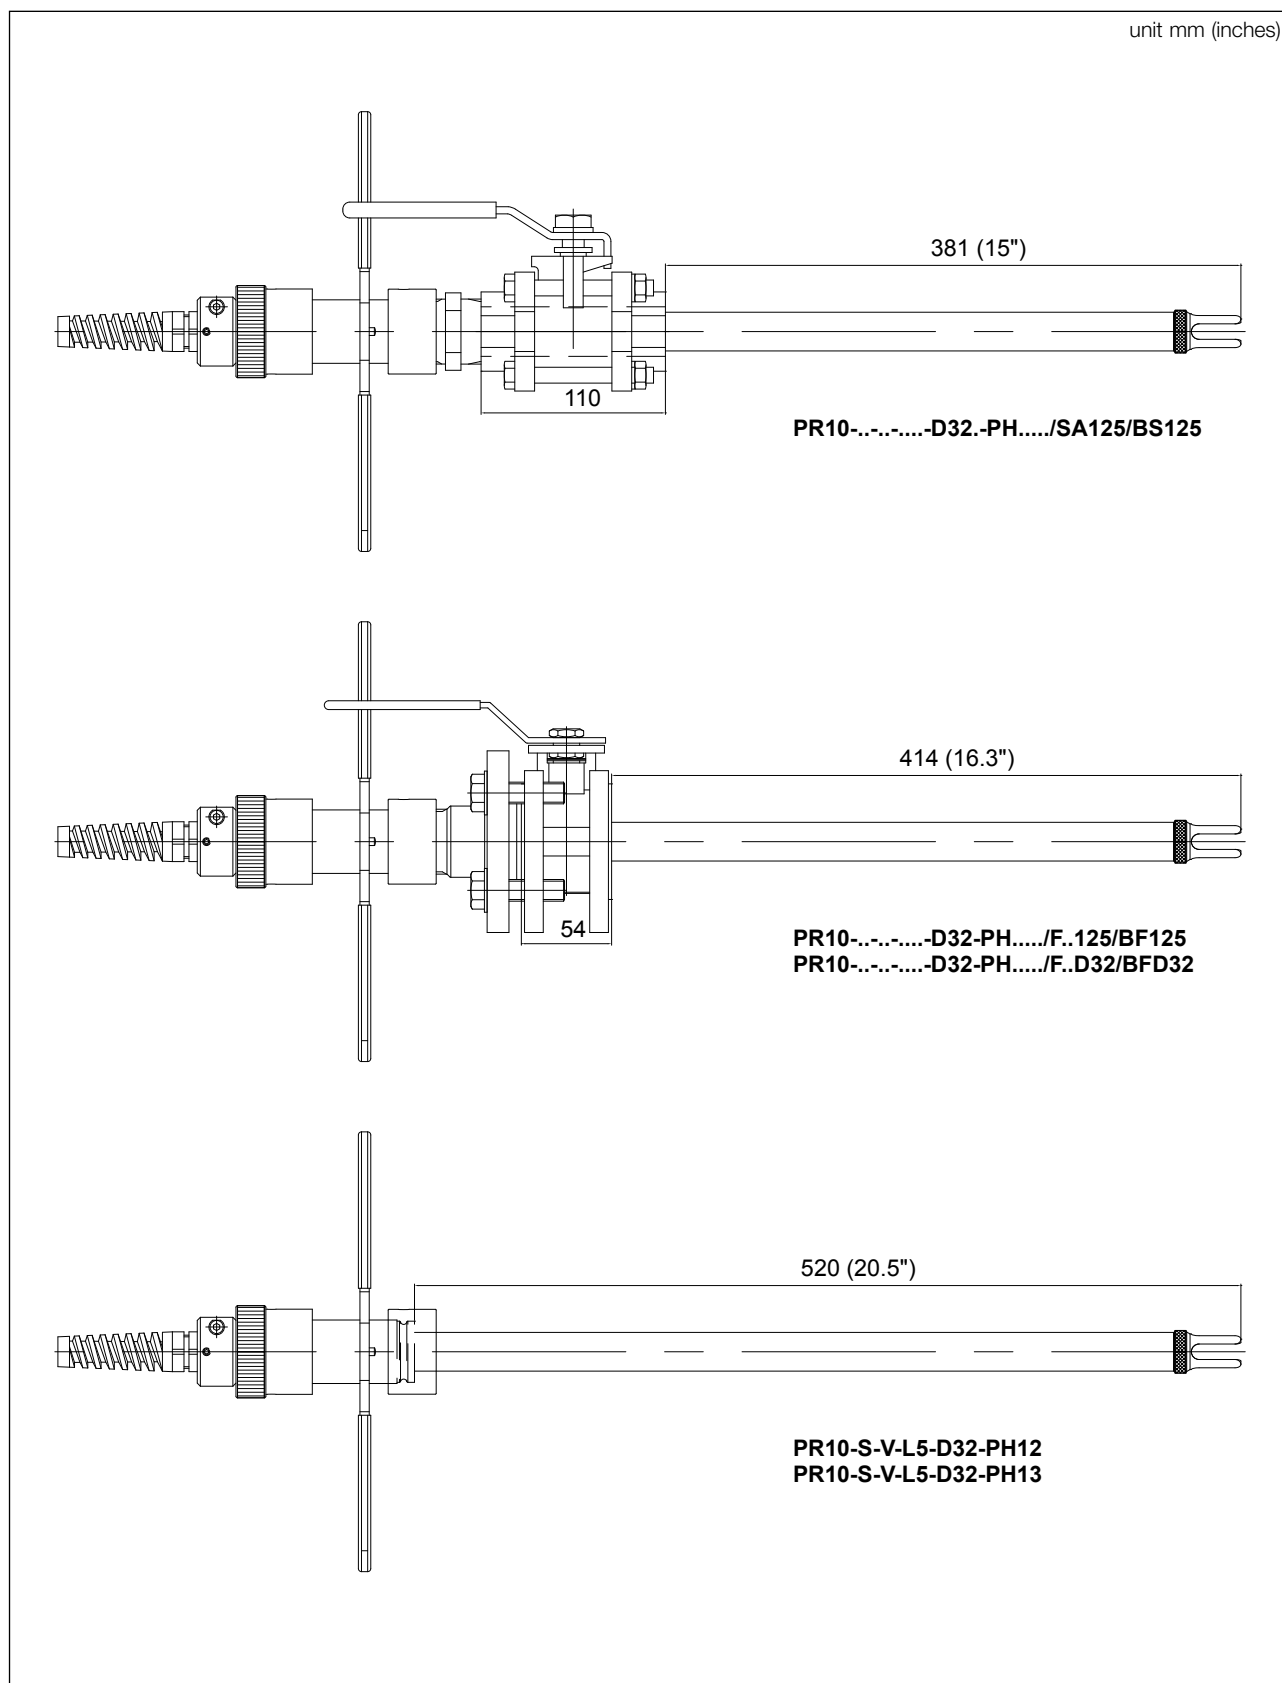 unit mm (inches)
381 (15")
110
PR10-..-..-....-D32.-PH...../SA125/BS125
414 (16.3")
54
PR10-..-..-....-D32-PH...../F..125/BF125
PR10-..-..-....-D32-PH...../F..D32/BFD32
520 (20.5")
PR10-S-V-L5-D32-PH12
PR10-S-V-L5-D32-PH13